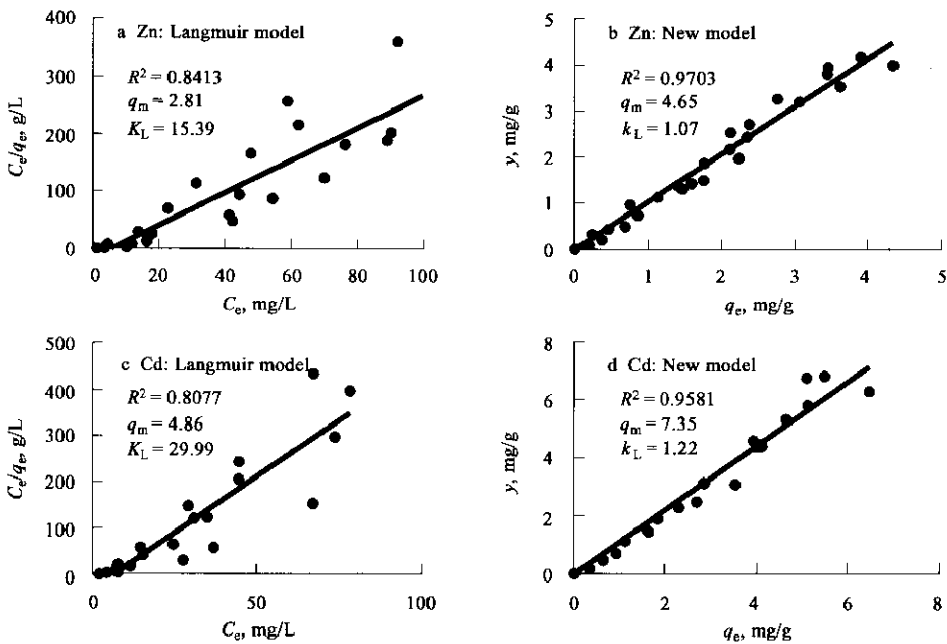 a Zn: Langmuir model
R² = 0.8413
qm = 2.81
KL = 15.39
Ce/qe, g/L
400
300
200
100
0
0 20 40 60 80 100
Ce, mg/L
b Zn: New model
R² = 0.9703
qm = 4.65
kL = 1.07
y, mg/g
5
4
3
2
1
0
0 1 2 3 4 5
qe, mg/g
c Cd: Langmuir model
R² = 0.8077
qm = 4.86
KL = 29.99
Ce/qe, g/L
500
400
300
200
100
0
0 50 100
Ce, mg/L
d Cd: New model
R² = 0.9581
qm = 7.35
kL = 1.22
y, mg/g
8
6
4
2
0
0 2 4 6 8
qe, mg/g